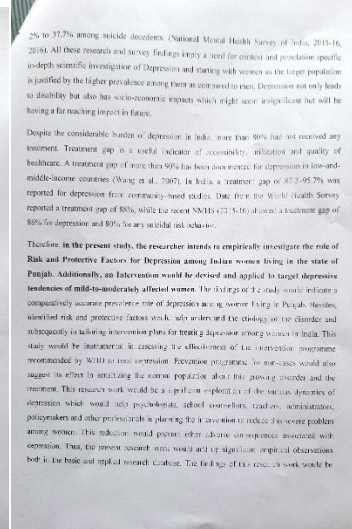 2% to 37.7% among suicide decedents. (National Mental Health Survey of India, 2015-16,
2016). All these research and survey findings imply a need for context and population specific
in-depth scientific investigation of Depression and starting with women as the target population
is justified by the higher prevalence among them as compared to men. Depression not only leads
to disability but also has socio-economic impacts which might seem insignificant but will be
having a far reaching impact in future.
Despite the considerable burden of depression in India, more than 80% had not received any
treatment. Treatment gap is a useful indicator of accessibility, utilization and quality of
healthcare. A treatment gap of more than 90% has been documented for depression in low-and-
middle-income countries (Wang et al., 2007). In India, a treatment gap of 87.2-95.7% was
reported for depression from community-based studies. Data from the World Health Survey
reported a treatment gap of 88%, while the recent NMHS (2015-16) showed a treatment gap of
86% for depression and 80% for any suicidal risk behavior.
Therefore, in the present study, the researcher intends to empirically investigate the role of
Risk and Protective Factors for Depression among Indian women living in the state of
Punjab. Additionally, an Intervention would be devised and applied to target depressive
tendencies of mild-to-moderately affected women. The findings of the study would indicate a
comparatively accurate prevalence rate of depression among women living in Punjab. Besides,
identified risk and protective factors would help understand the etiology of the disorder and
subsequently in tailoring intervention plans for treating depression among women in India. This
study would be instrumental in assessing the effectiveness of the intervention programme
recommended by WHO to treat depression. Prevention programme for non-cases would also
suggest its effect in sensitizing the normal population about this growing disorder and the
treatment. This research work would be a significant exploration of the various dynamics of
depression which would help psychologists, school counsellors, teachers, administrators,
policymakers and other professionals in planning the intervention to reduce this severe problem
among women. This reduction would prevent other adverse consequences associated with
depression. Thus, the present research work would add up significant empirical observations
both in the basic and applied research database. The findings of this research work would be